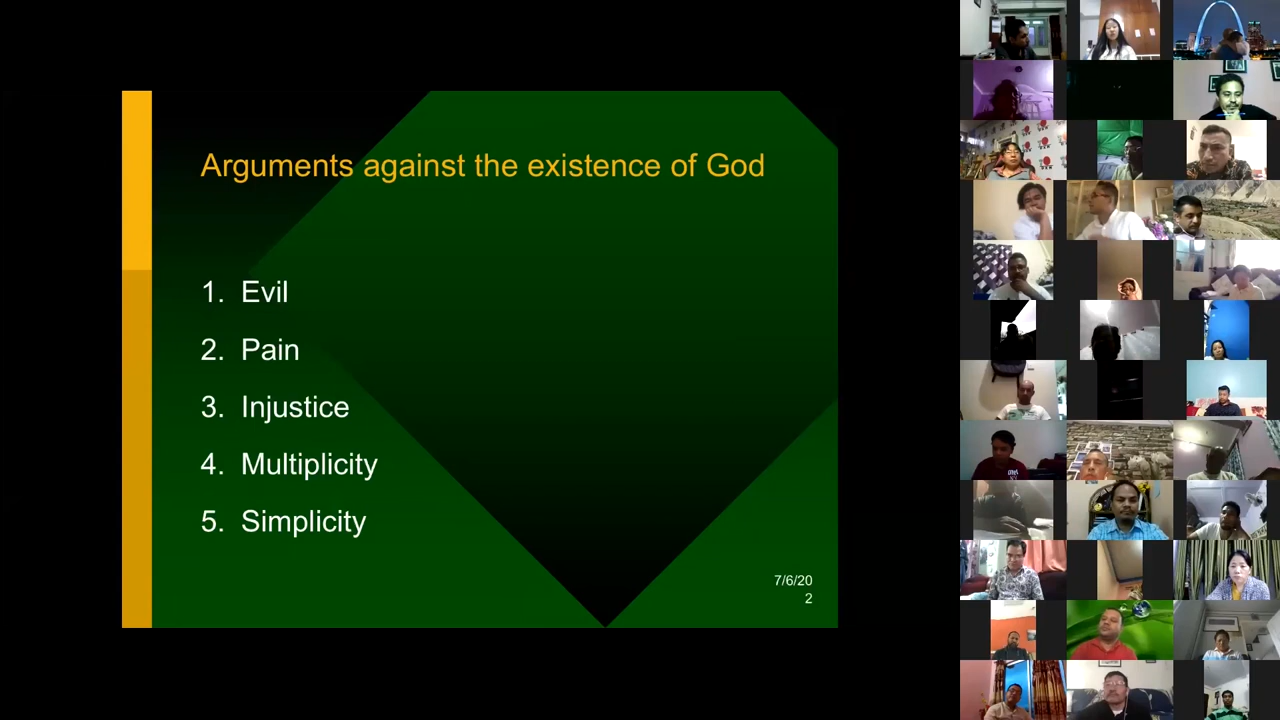 Arguments against the existence of God
1. Evil
2. Pain
3. Injustice
4. Multiplicity
5. Simplicity
7/6/20
2